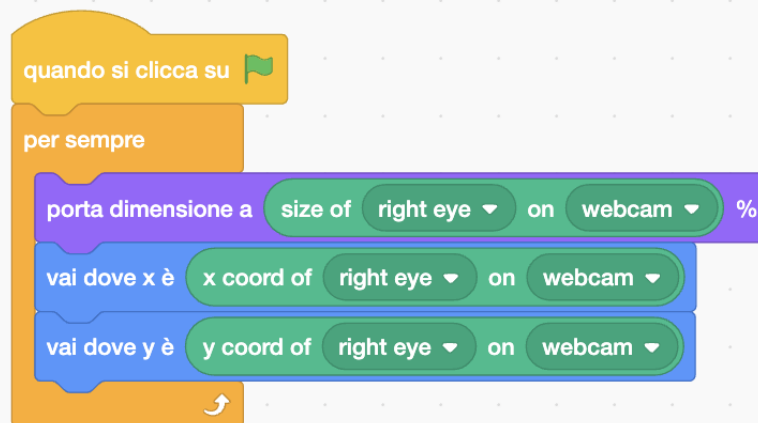 quando si clicca su
per sempre
porta dimensione a size of right eye on webcam %
vai dove x è x coord of right eye on webcam
vai dove y è y coord of right eye on webcam